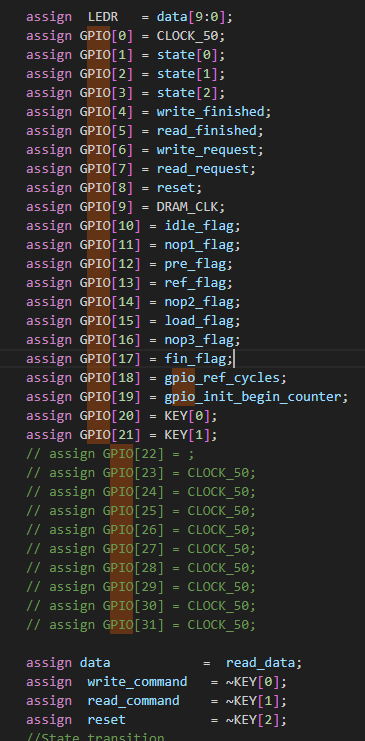 assign  LEDR   = data[9:0];
assign GPIO[0] = CLOCK_50;
assign GPIO[1] = state[0];
assign GPIO[2] = state[1];
assign GPIO[3] = state[2];
assign GPIO[4] = write_finished;
assign GPIO[5] = read_finished;
assign GPIO[6] = write_request;
assign GPIO[7] = read_request;
assign GPIO[8] = reset;
assign GPIO[9] = DRAM_CLK;
assign GPIO[10] = idle_flag;
assign GPIO[11] = nop1_flag;
assign GPIO[12] = pre_flag;
assign GPIO[13] = ref_flag;
assign GPIO[14] = nop2_flag;
assign GPIO[15] = load_flag;
assign GPIO[16] = nop3_flag;
assign GPIO[17] = fin_flag;
assign GPIO[18] = gpio_ref_cycles;
assign GPIO[19] = gpio_init_begin_counter;
assign GPIO[20] = KEY[0];
assign GPIO[21] = KEY[1];
// assign GPIO[22] = ;
// assign GPIO[23] = CLOCK_50;
// assign GPIO[24] = CLOCK_50;
// assign GPIO[25] = CLOCK_50;
// assign GPIO[26] = CLOCK_50;
// assign GPIO[27] = CLOCK_50;
// assign GPIO[28] = CLOCK_50;
// assign GPIO[29] = CLOCK_50;
// assign GPIO[30] = CLOCK_50;
// assign GPIO[31] = CLOCK_50;
assign data            =  read_data;
assign  write_command   = ~KEY[0];
assign  read_command    = ~KEY[1];
assign  reset           = ~KEY[2];
//State transition